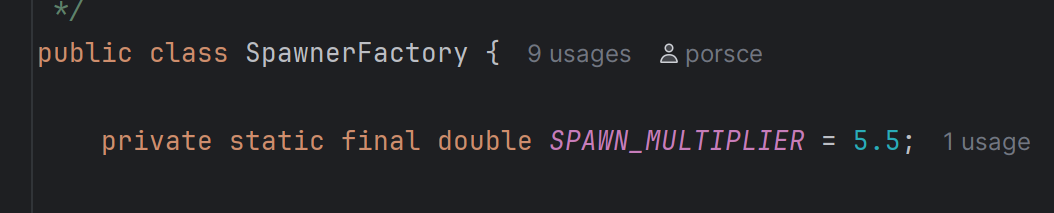 */
public class SpawnerFactory { 9 usages porsce
private static final double SPAWN_MULTIPLIER = 5.5; 1 usage